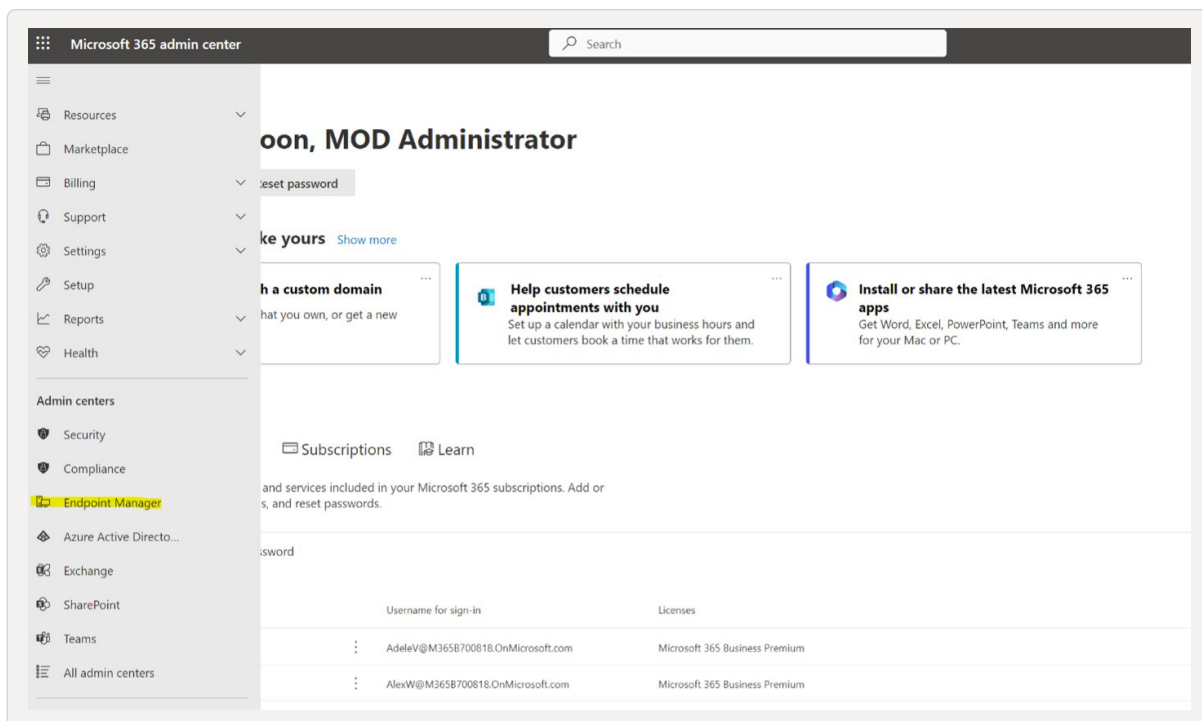 Microsoft 365 admin center
Search
Resources
Marketplace
Billing
Support
Settings
Setup
Reports
Health
Admin centers
Security
Compliance
Endpoint Manager
Azure Active Directo...
Exchange
SharePoint
Teams
All admin centers
oon, MOD Administrator
eset password
ke yours Show more
h a custom domain
hat you own, or get a new
Help customers schedule
appointments with you
Set up a calendar with your business hours and
let customers book a time that works for them.
Install or share the latest Microsoft 365
apps
Get Word, Excel, PowerPoint, Teams and more
for your Mac or PC.
Subscriptions Learn
and services included in your Microsoft 365 subscriptions. Add or
s, and reset passwords.
ssword
Username for sign-in Licenses
AdeleV@M365B700818.OnMicrosoft.com Microsoft 365 Business Premium
AlexW@M365B700818.OnMicrosoft.com Microsoft 365 Business Premium